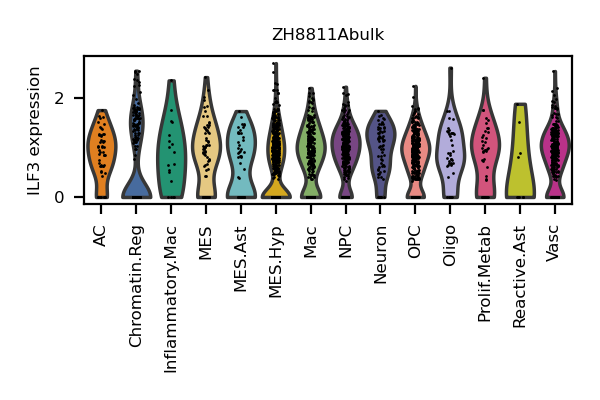 ZH8811Abulk
ILF3 expression
2
0
AC
Chromatin.Reg
Inflammatory.Mac
MES
MES.Ast
MES.Hyp
Mac
NPC
Neuron
OPC
Oligo
Prolif.Metab
Reactive.Ast
Vasc